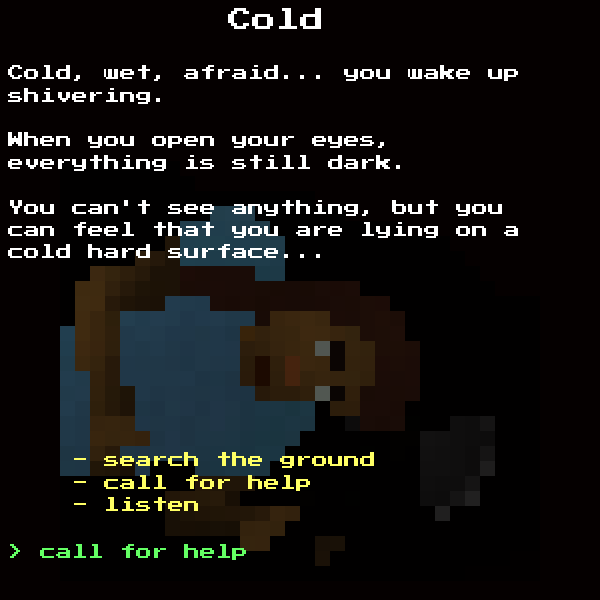 Cold
Cold, wet, afraid... you wake up
shivering.
When you open your eyes,
everything is still dark.
You can't see anything, but you
can feel that you are lying on a
cold hard surface...
- search the ground
- call for help
- listen
> call for help